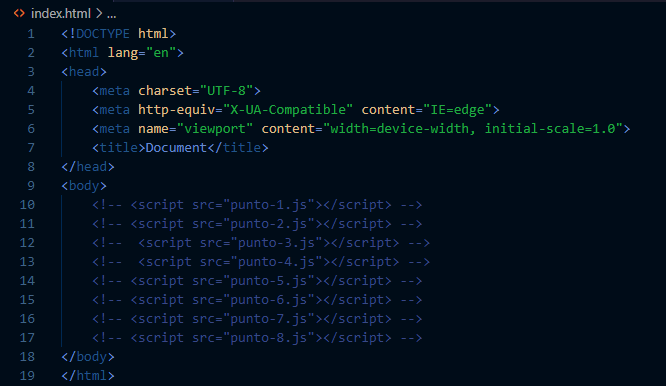 <> index.html > ...
1 <!DOCTYPE html>
2 <html lang="en">
3 <head>
4     <meta charset="UTF-8">
5     <meta http-equiv="X-UA-Compatible" content="IE=edge">
6     <meta name="viewport" content="width=device-width, initial-scale=1.0">
7     <title>Document</title>
8 </head>
9 <body>
10     <!-- <script src="punto-1.js"></script> -->
11     <!-- <script src="punto-2.js"></script> -->
12     <!--  <script src="punto-3.js"></script> -->
13     <!--  <script src="punto-4.js"></script> -->
14     <!-- <script src="punto-5.js"></script> -->
15     <!-- <script src="punto-6.js"></script> -->
16     <!-- <script src="punto-7.js"></script> -->
17     <!-- <script src="punto-8.js"></script> -->
18 </body>
19 </html>